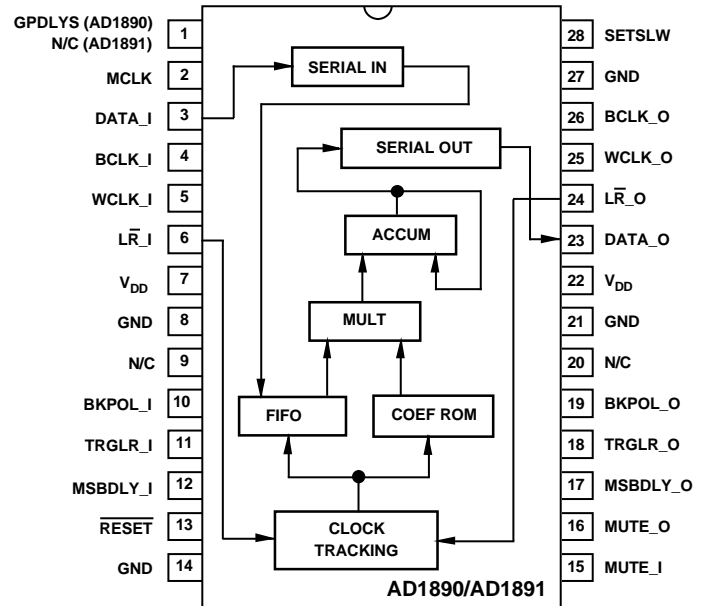 GPDLYS (AD1890)
N/C (AD1891)
1
MCLK
2
DATA_I
3
BCLK_I
4
WCLK_I
5
LR̅_I
6
VDD
7
GND
8
N/C
9
BKPOL_I
10
TRGLR_I
11
MSBDLY_I
12
R̅E̅S̅E̅T̅
13
GND
14
SERIAL IN
SERIAL OUT
ACCUM
MULT
FIFO
COEF ROM
CLOCK
TRACKING
AD1890/AD1891
28
SETSLW
27
GND
26
BCLK_O
25
WCLK_O
24
LR̅_O
23
DATA_O
22
VDD
21
GND
20
N/C
19
BKPOL_O
18
TRGLR_O
17
MSBDLY_O
16
MUTE_O
15
MUTE_I